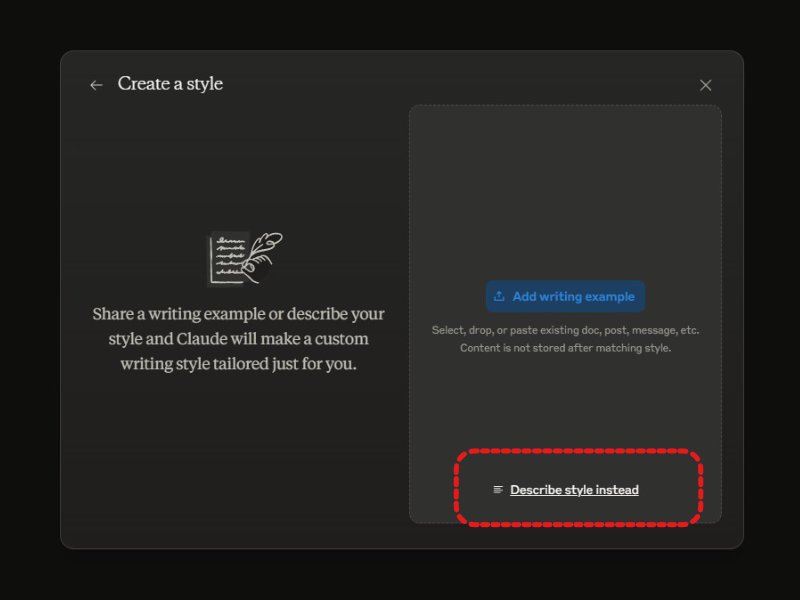 Create a style
Share a writing example or describe your
style and Claude will make a custom
writing style tailored just for you.
Add writing example
Select, drop, or paste existing doc, post, message, etc.
Content is not stored after matching style.
Describe style instead